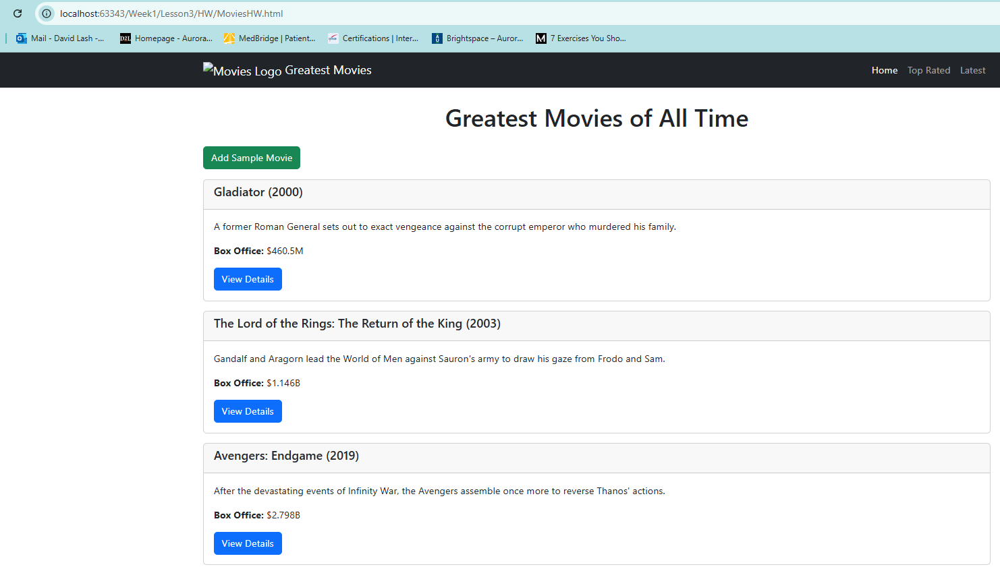 localhost:63343/Week1/Lesson3/HW/MoviesHW.html
Mail - David Lash -... D2L Homepage - Aurora... MedBridge | Patient... Certifications | Inter... AU Brightspace – Auror... M 7 Exercises You Sho...
Movies Logo Greatest Movies Home Top Rated Latest
Greatest Movies of All Time
Add Sample Movie
Gladiator (2000)
A former Roman General sets out to exact vengeance against the corrupt emperor who murdered his family.
Box Office: $460.5M
View Details
The Lord of the Rings: The Return of the King (2003)
Gandalf and Aragorn lead the World of Men against Sauron's army to draw his gaze from Frodo and Sam.
Box Office: $1.146B
View Details
Avengers: Endgame (2019)
After the devastating events of Infinity War, the Avengers assemble once more to reverse Thanos' actions.
Box Office: $2.798B
View Details